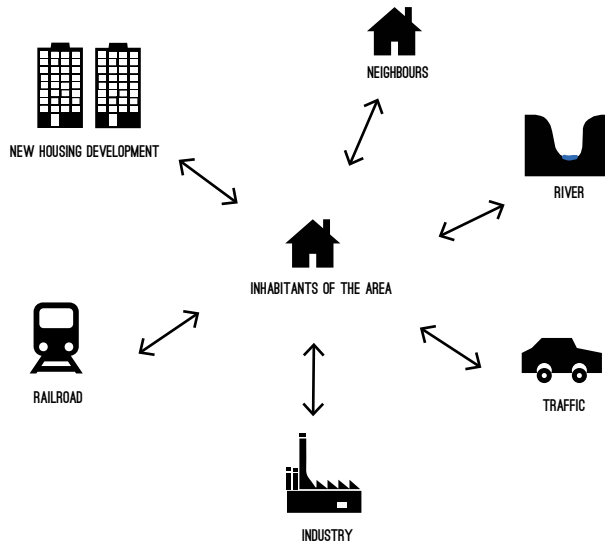 NEIGHBOURS
NEW HOUSING DEVELOPMENT
RIVER
INHABITANTS OF THE AREA
RAILROAD
TRAFFIC
INDUSTRY